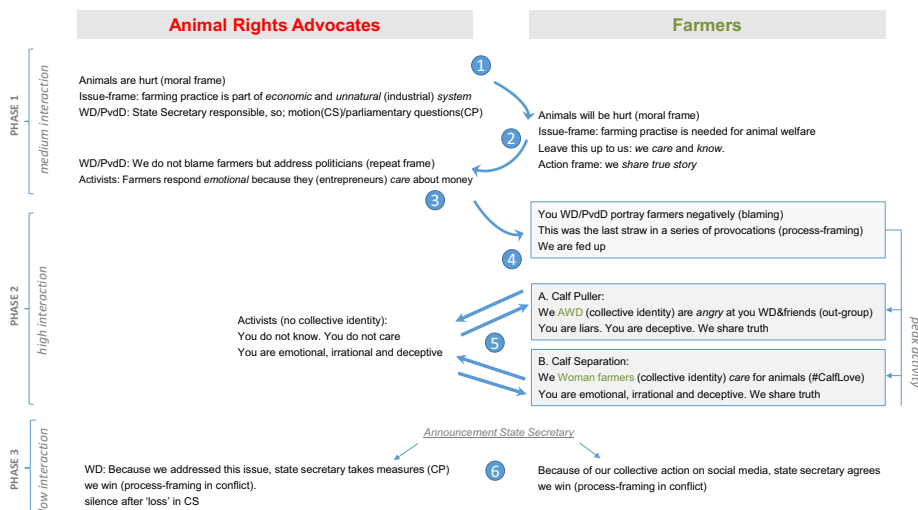 Animal Rights Advocates
Farmers
PHASE 1
medium interaction
1
Animals are hurt (moral frame)
Issue-frame: farming practice is part of economic and unnatural (industrial) system
WD/PvdD: State Secretary responsible, so; motion(CS)/parliamentary questions(CP)
Animals will be hurt (moral frame)
Issue-frame: farming practise is needed for animal welfare
Leave this up to us: we care and know.
Action frame: we share true story
2
WD/PvdD: We do not blame farmers but address politicians (repeat frame)
Activists: Farmers respond emotional because they (entrepreneurs) care about money
3
PHASE 2
high interaction
You WD/PvdD portray farmers negatively (blaming)
This was the last straw in a series of provocations (process-framing)
We are fed up
4
A. Calf Puller:
We AWD (collective identity) are angry at you WD&friends (out-group)
You are liars. You are deceptive. We share truth
Activists (no collective identity):
You do not know. You do not care
You are emotional, irrational and deceptive
5
B. Calf Separation:
We Woman farmers (collective identity) care for animals (#CalfLove)
You are emotional, irrational and deceptive. We share truth
peak activity
PHASE 3
low interaction
Announcement State Secretary
6
WD: Because we addressed this issue, state secretary takes measures (CP)
we win (process-framing in conflict).
silence after ‘loss’ in CS
Because of our collective action on social media, state secretary agrees
we win (process-framing in conflict)